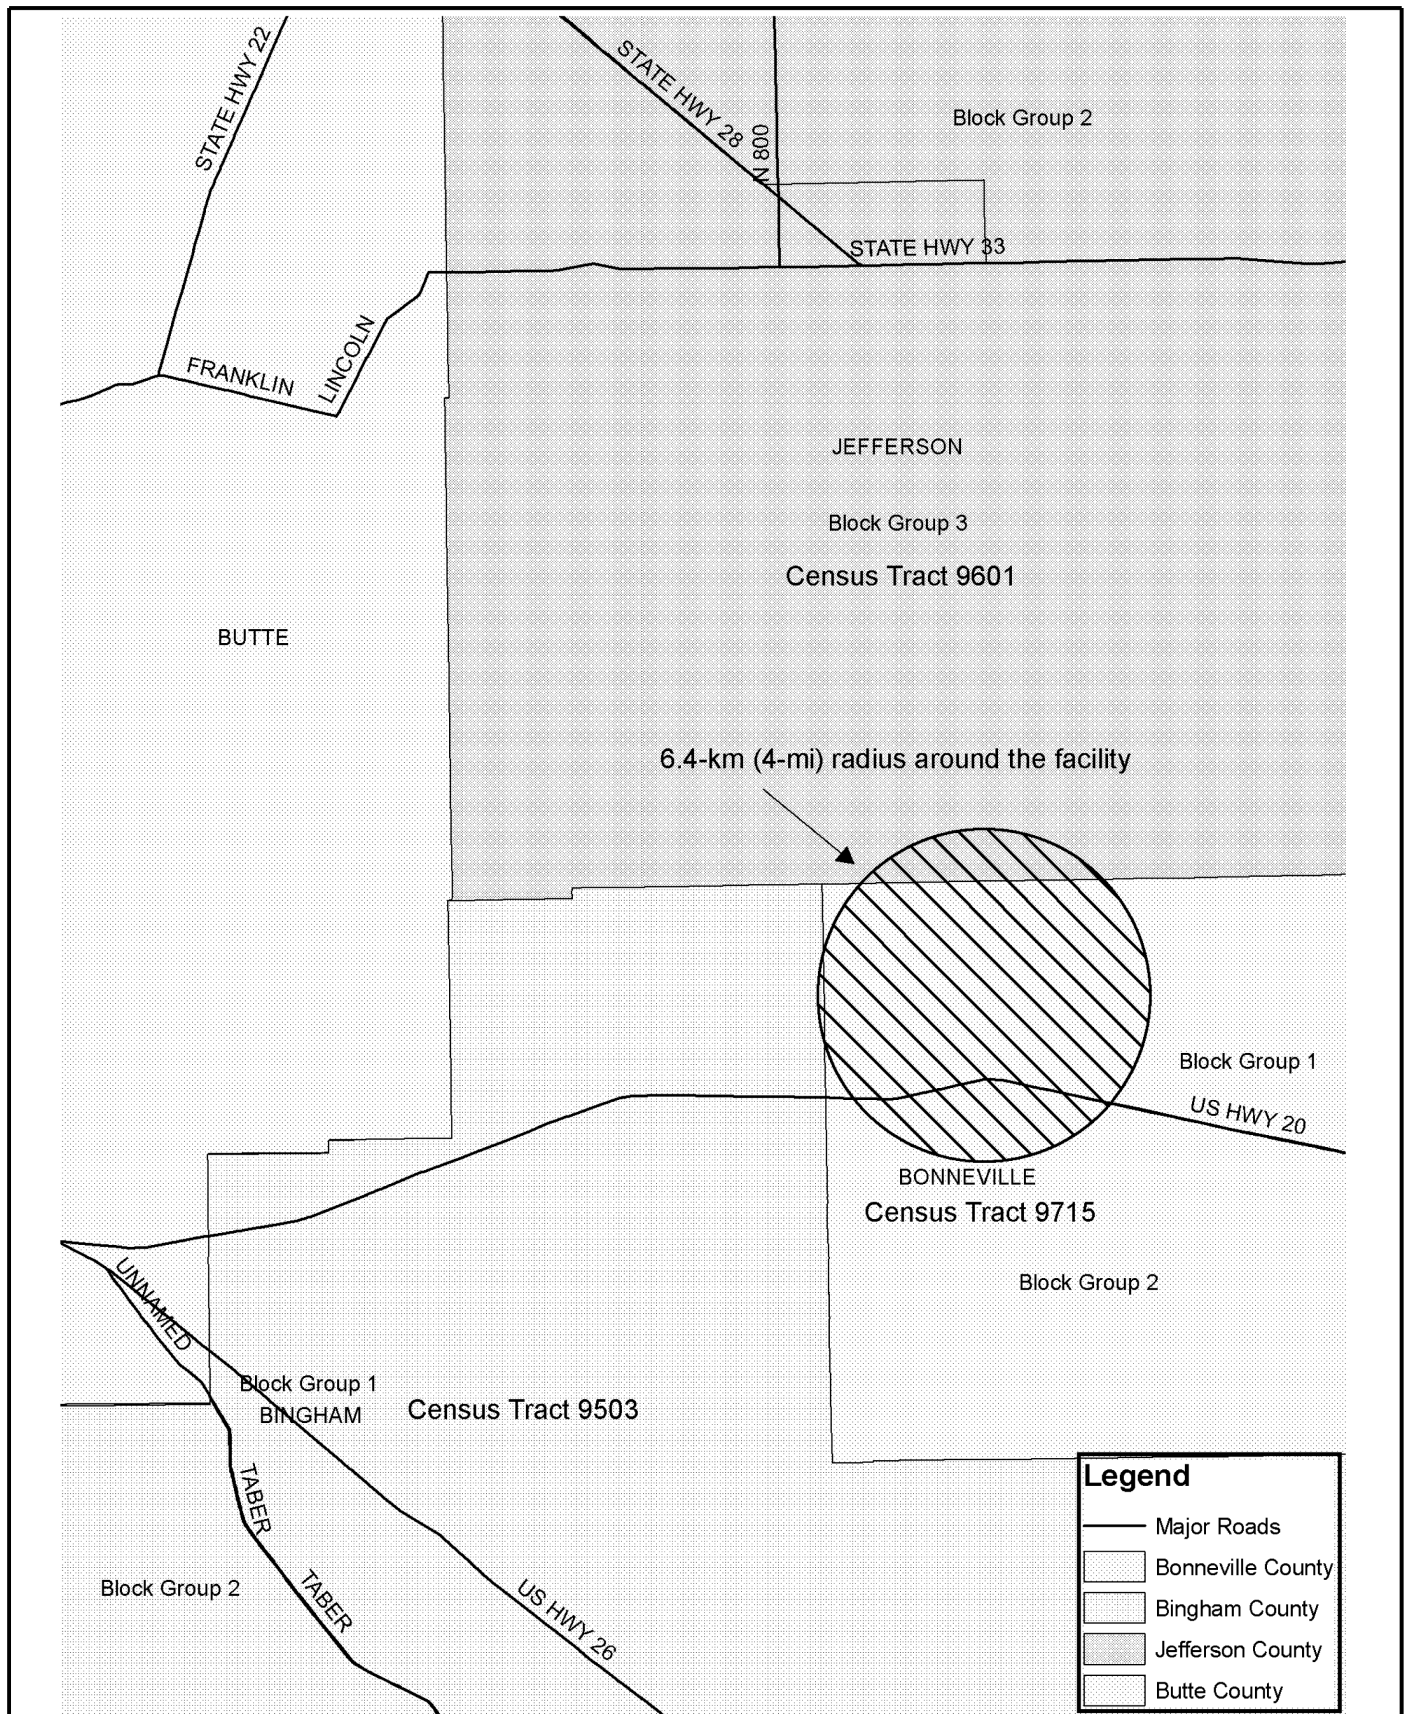 STATE HWY 22
STATE HWY 28
N 800
Block Group 2
STATE HWY 33
FRANKLIN
LINCOLN
JEFFERSON
Block Group 3
Census Tract 9601
BUTTE
6.4-km (4-mi) radius around the facility
Block Group 1
US HWY 20
BONNEVILLE
Census Tract 9715
Block Group 2
UNNAMED
Block Group 1
BINGHAM
Census Tract 9503
TABER
TABER
Block Group 2
US HWY 26
Legend
Major Roads
Bonneville County
Bingham County
Jefferson County
Butte County